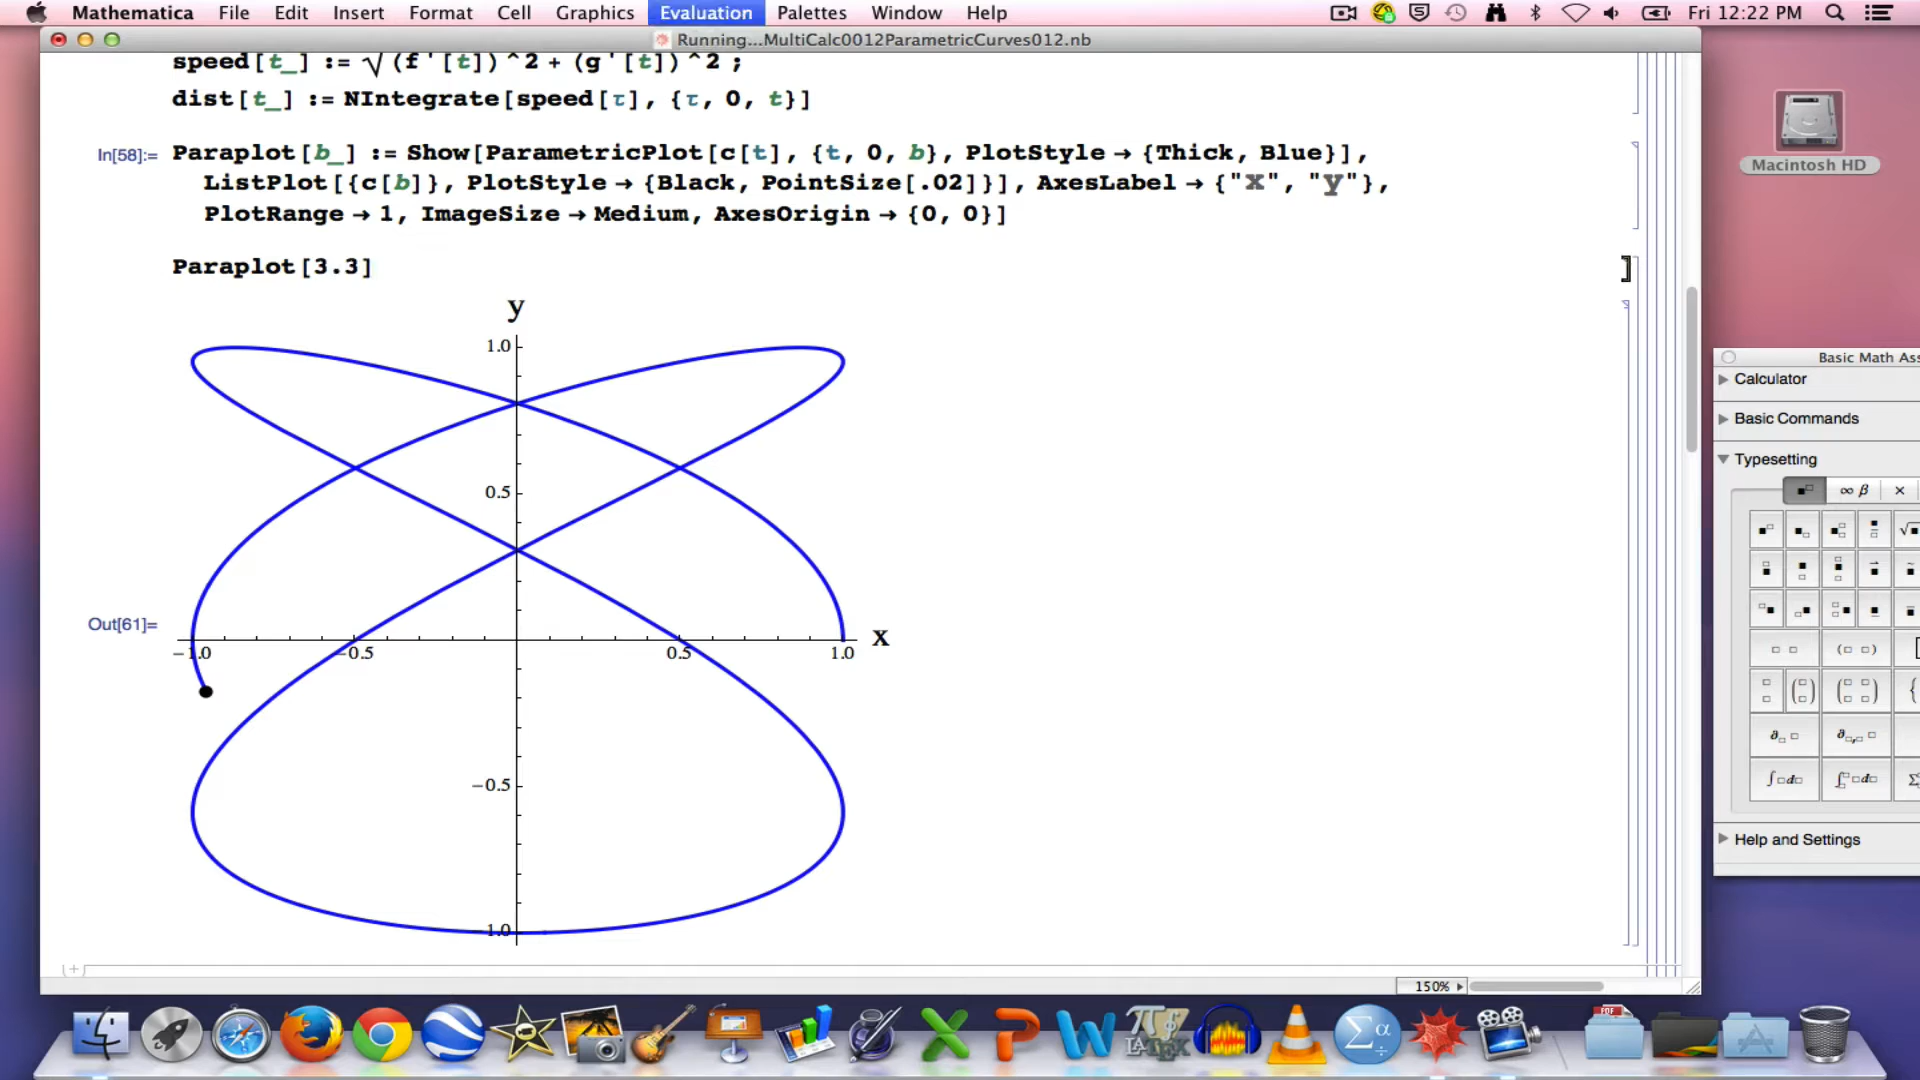 Mathematica File Edit Insert Format Cell Graphics Evaluation Palettes Window Help Fri 12:22 PM
Running...MultiCalc0012ParametricCurves012.nb
speed[t_] := √(f'[t])^2 + (g'[t])^2 ;
dist[t_] := NIntegrate[speed[τ], {τ, 0, t}]
In[58]:= Paraplot[b_] := Show[ParametricPlot[c[t], {t, 0, b}, PlotStyle → {Thick, Blue}],
ListPlot[{c[b]}, PlotStyle → {Black, PointSize[.02]}], AxesLabel → {"x", "y"},
PlotRange → 1, ImageSize → Medium, AxesOrigin → {0, 0}]
Paraplot[3.3]
y
1.0
0.5
Out[61]=
x
-1.0 -0.5 0.5 1.0
-0.5
-1.0
150%
Macintosh HD
Basic Math Ass
Calculator
Basic Commands
Typesetting
∞ β ×
Help and Settings